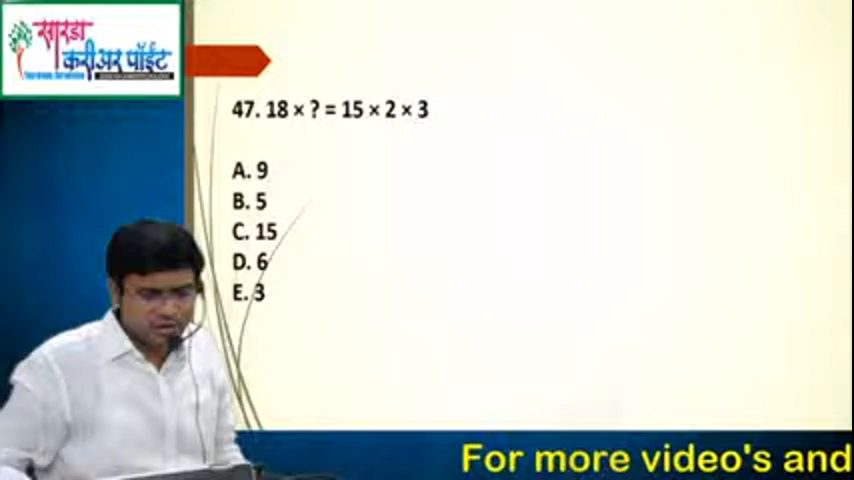 सारडा
करीअर पॉईंट
47. 18 × ? = 15 × 2 × 3
A. 9
B. 5
C. 15
D. 6
E. 3
For more video's and